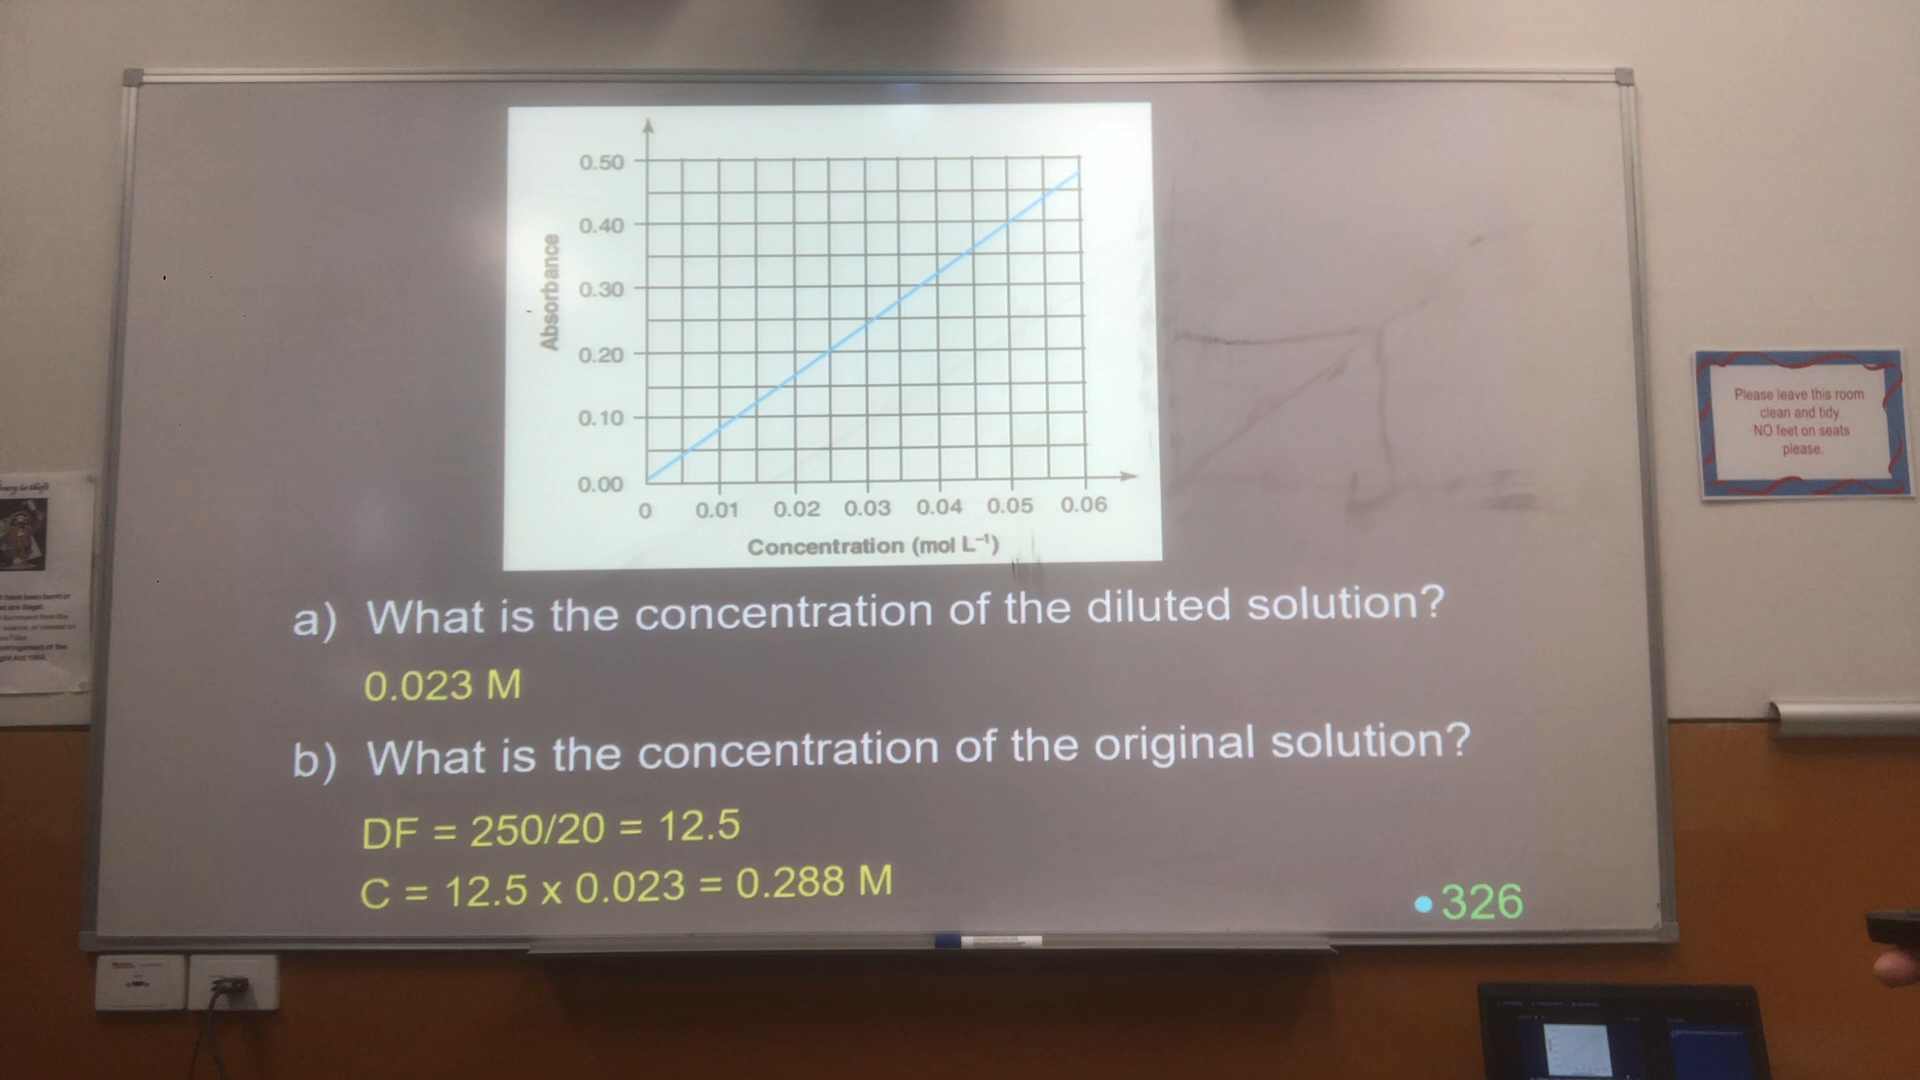 0.50
0.40
0.30
0.20
0.10
0.00
Absorbance
0 0.01 0.02 0.03 0.04 0.05 0.06
Concentration (mol L⁻¹)
a) What is the concentration of the diluted solution?
0.023 M
b) What is the concentration of the original solution?
DF = 250/20 = 12.5
C = 12.5 x 0.023 = 0.288 M
•326
Please leave this room
clean and tidy.
NO feet on seats
please.